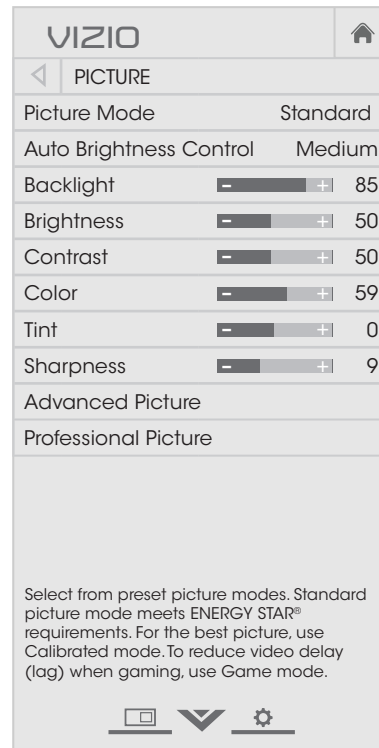 VIZIO
PICTURE
Picture Mode Standard
Auto Brightness Control Medium
Backlight - + 85
Brightness - + 50
Contrast - + 50
Color - + 59
Tint - + 0
Sharpness - + 9
Advanced Picture
Professional Picture
Select from preset picture modes. Standard
picture mode meets ENERGY STAR®
requirements. For the best picture, use
Calibrated mode. To reduce video delay
(lag) when gaming, use Game mode.